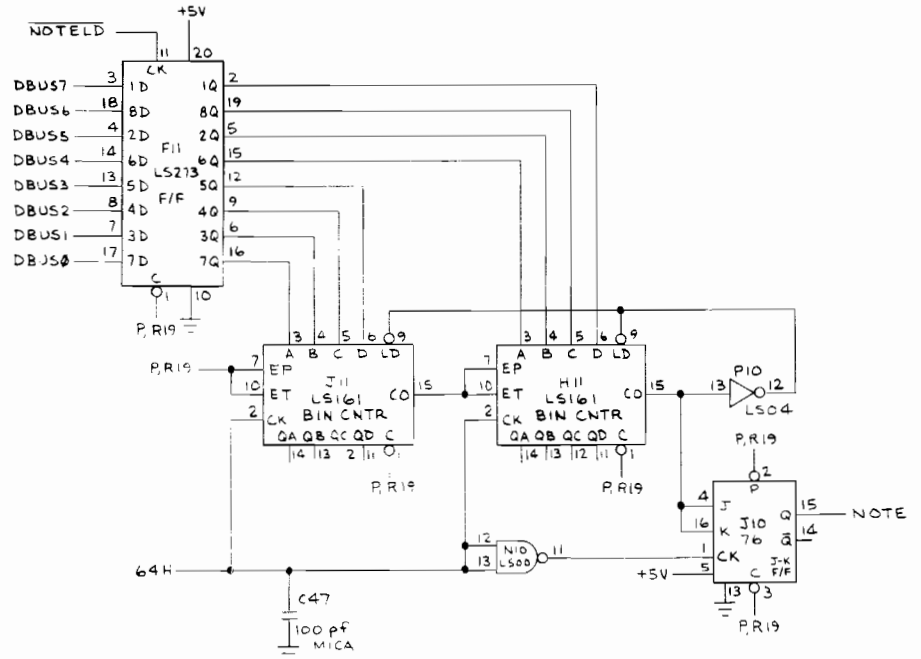 +5V
NOTELD
11 20
CK
DBUS7 3 1D 1Q 2
DBUS6 18 8D 8Q 19
DBUS5 4 2D 2Q 5
DBUS4 14 6D F11 6Q 15
DBUS3 13 5D LS273 5Q 12
DBUS2 8 4D F/F 4Q 9
DBUS1 7 3D 3Q 6
DBUS0 17 7D 7Q 16
C
1 10
P,R19
3 4 5 6 9
A B C D LD
P,R19 7 EP J11
10 ET LS161 CO 15
2 CK BIN CNTR
QA QB QC QD C
14 13 2 11 1
P,R19
3 4 5 6 9
A B C D LD
7 EP H11
10 ET LS161 CO 15
2 CK BIN CNTR
QA QB QC QD C
14 13 12 11 1
P,R19
P10
13 12
LS04
P,R19
2
P
4 J Q 15 NOTE
16 K J10 Q 14
1 CK 76
+5V 5 J-K
F/F
C
13 3
P,R19
64H
12 N10 11
13 LS00
C47
100 pf
MICA